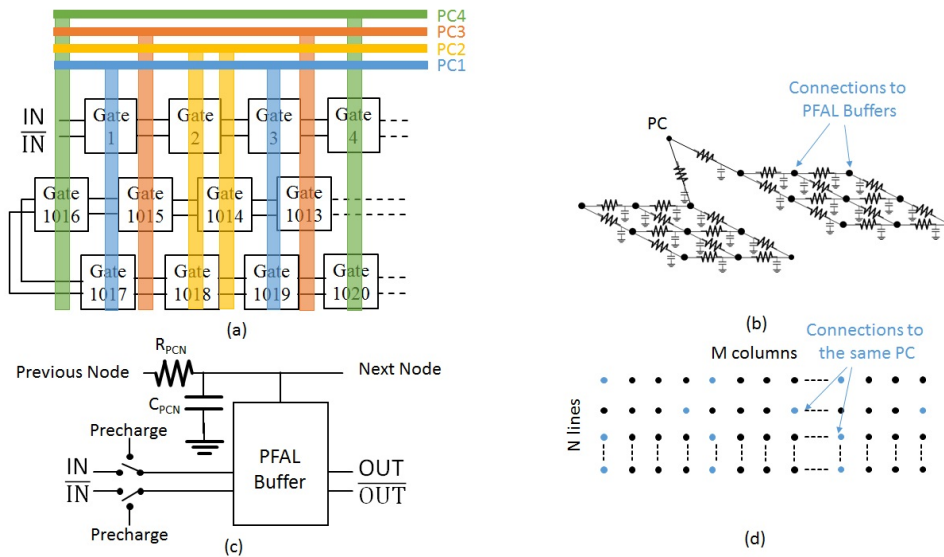 PC4
PC3
PC2
PC1
IN
IN
Gate
1
Gate
2
Gate
3
Gate
4
Gate
1016
Gate
1015
Gate
1014
Gate
1013
Gate
1017
Gate
1018
Gate
1019
Gate
1020
(a)
Connections to
PFAL Buffers
PC
(b)
Previous Node
RPCN
Next Node
CPCN
Precharge
IN
IN
PFAL
Buffer
OUT
OUT
Precharge
(c)
Connections to
the same PC
M columns
N lines
(d)